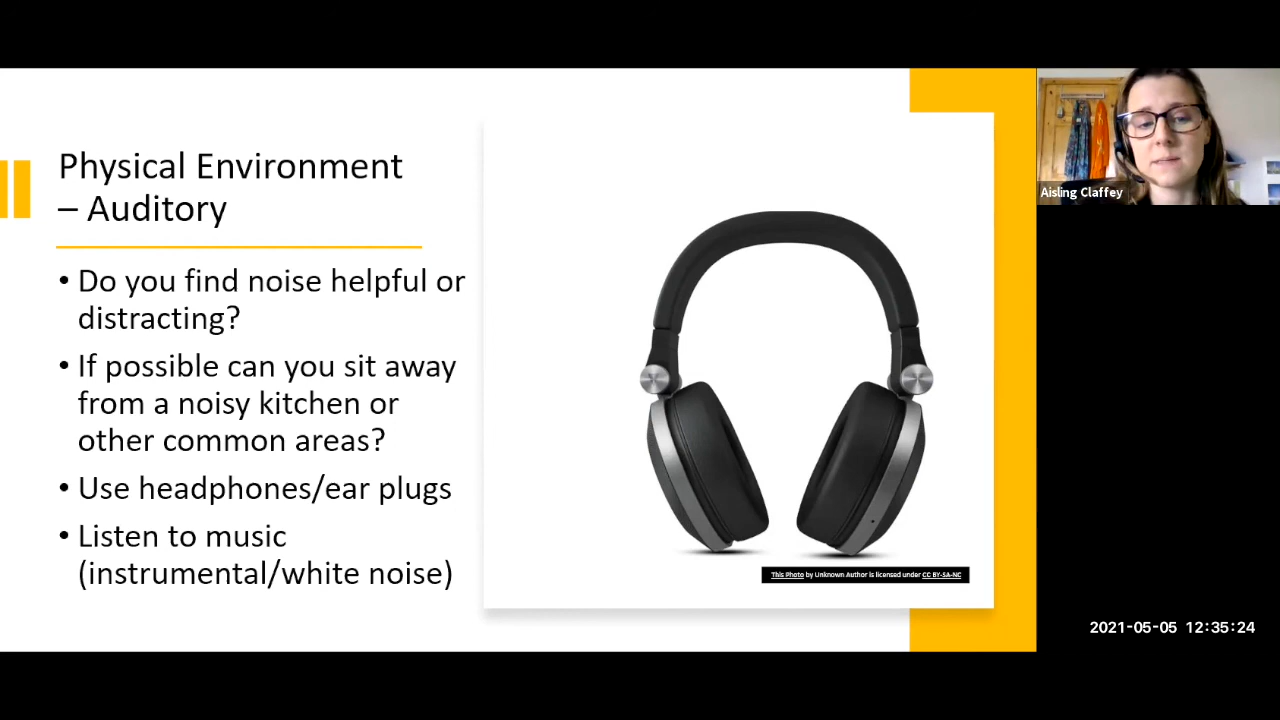 Physical Environment
– Auditory
• Do you find noise helpful or
distracting?
• If possible can you sit away
from a noisy kitchen or
other common areas?
• Use headphones/ear plugs
• Listen to music
(instrumental/white noise)
This Photo by Unknown Author is licensed under CC BY-SA-NC
Aisling Claffey
2021-05-05 12:35:24